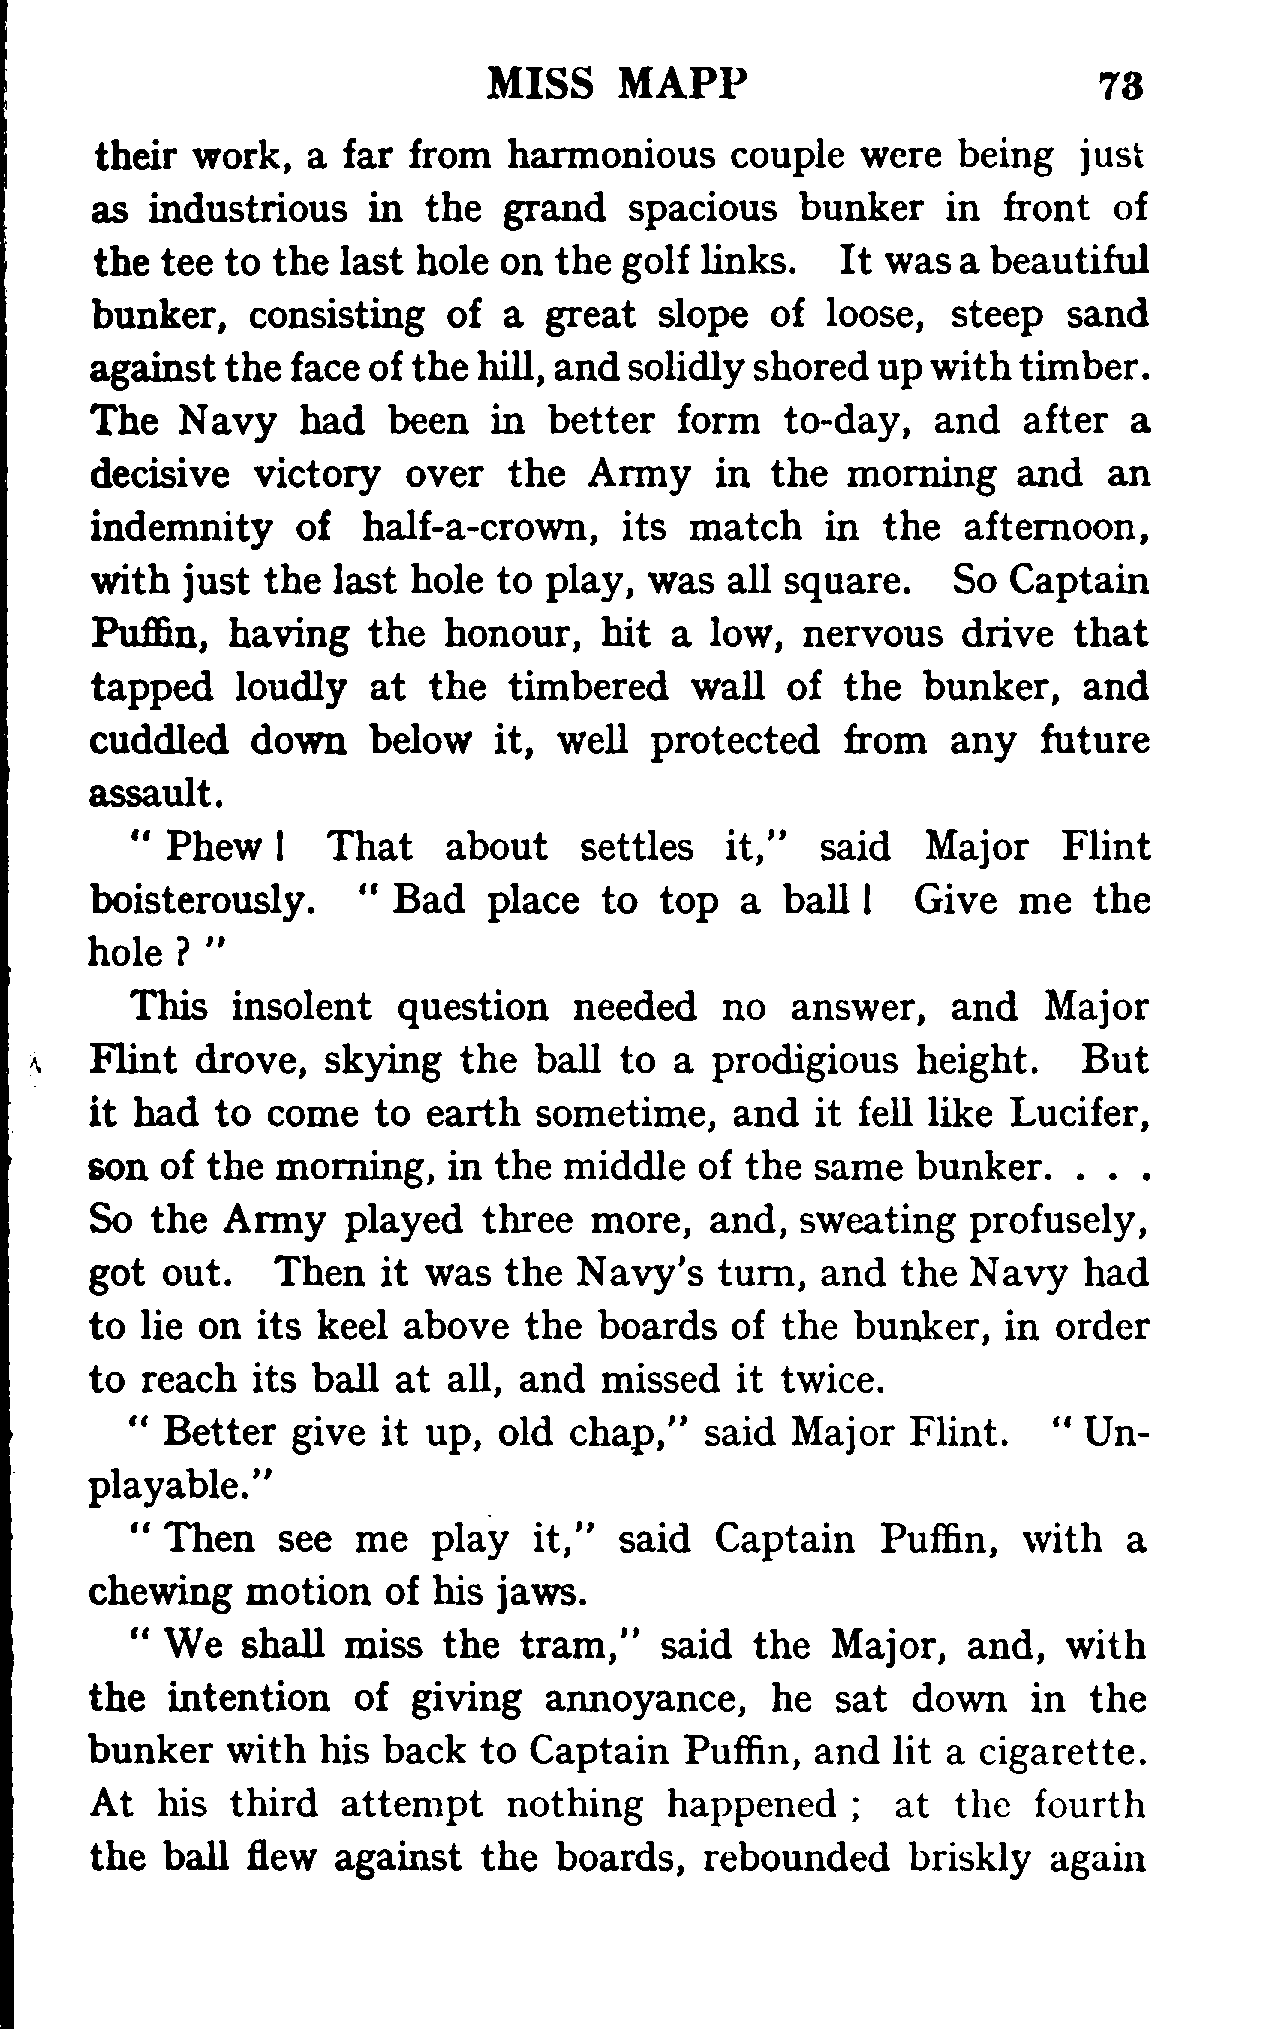 MISS MAPP 73
their work, a far from harmonious couple were being just
as industrious in the grand spacious bunker in front of
the tee to the last hole on the golf links. It was a beautiful
bunker, consisting of a great slope of loose, steep sand
against the face of the hill, and solidly shored up with timber.
The Navy had been in better form to-day, and after a
decisive victory over the Army in the morning and an
indemnity of half-a-crown, its match in the afternoon,
with just the last hole to play, was all square. So Captain
Puffin, having the honour, hit a low, nervous drive that
tapped loudly at the timbered wall of the bunker, and
cuddled down below it, well protected from any future
assault.
" Phew ! That about settles it," said Major Flint
boisterously. " Bad place to top a ball ! Give me the
hole ? "
This insolent question needed no answer, and Major
Flint drove, skying the ball to a prodigious height. But
it had to come to earth sometime, and it fell like Lucifer,
son of the morning, in the middle of the same bunker. . . .
So the Army played three more, and, sweating profusely,
got out. Then it was the Navy's turn, and the Navy had
to lie on its keel above the boards of the bunker, in order
to reach its ball at all, and missed it twice.
" Better give it up, old chap," said Major Flint. " Un-
playable."
" Then see me play it," said Captain Puffin, with a
chewing motion of his jaws.
" We shall miss the tram," said the Major, and, with
the intention of giving annoyance, he sat down in the
bunker with his back to Captain Puffin, and lit a cigarette.
At his third attempt nothing happened ; at the fourth
the ball flew against the boards, rebounded briskly again